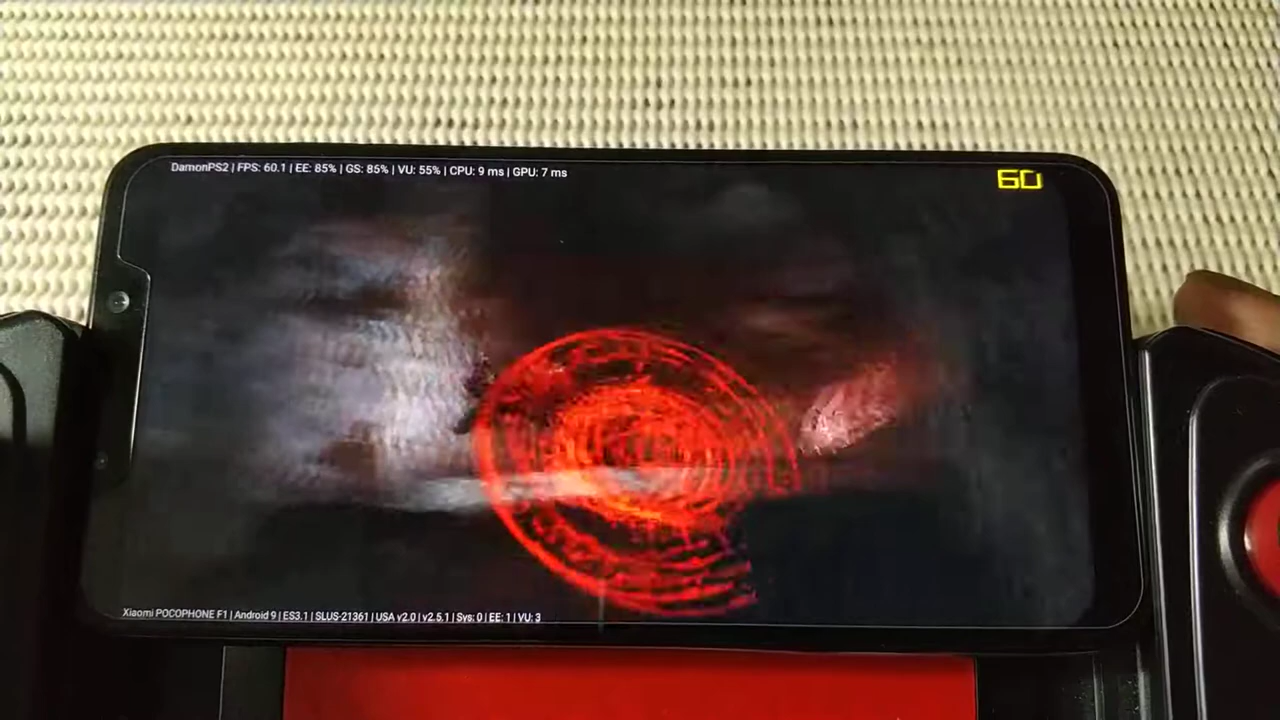 DamonPS2 | FPS: 60.1 | EE: 85% | GS: 85% | VU: 55% | CPU: 9 ms | GPU: 7 ms
60
Xiaomi POCOPHONE F1 | Android 9 | ES3.1 | SLUS-21361 | USA v2.0 | v2.5.1 | Sys: 0 | EE: 1 | VU: 3